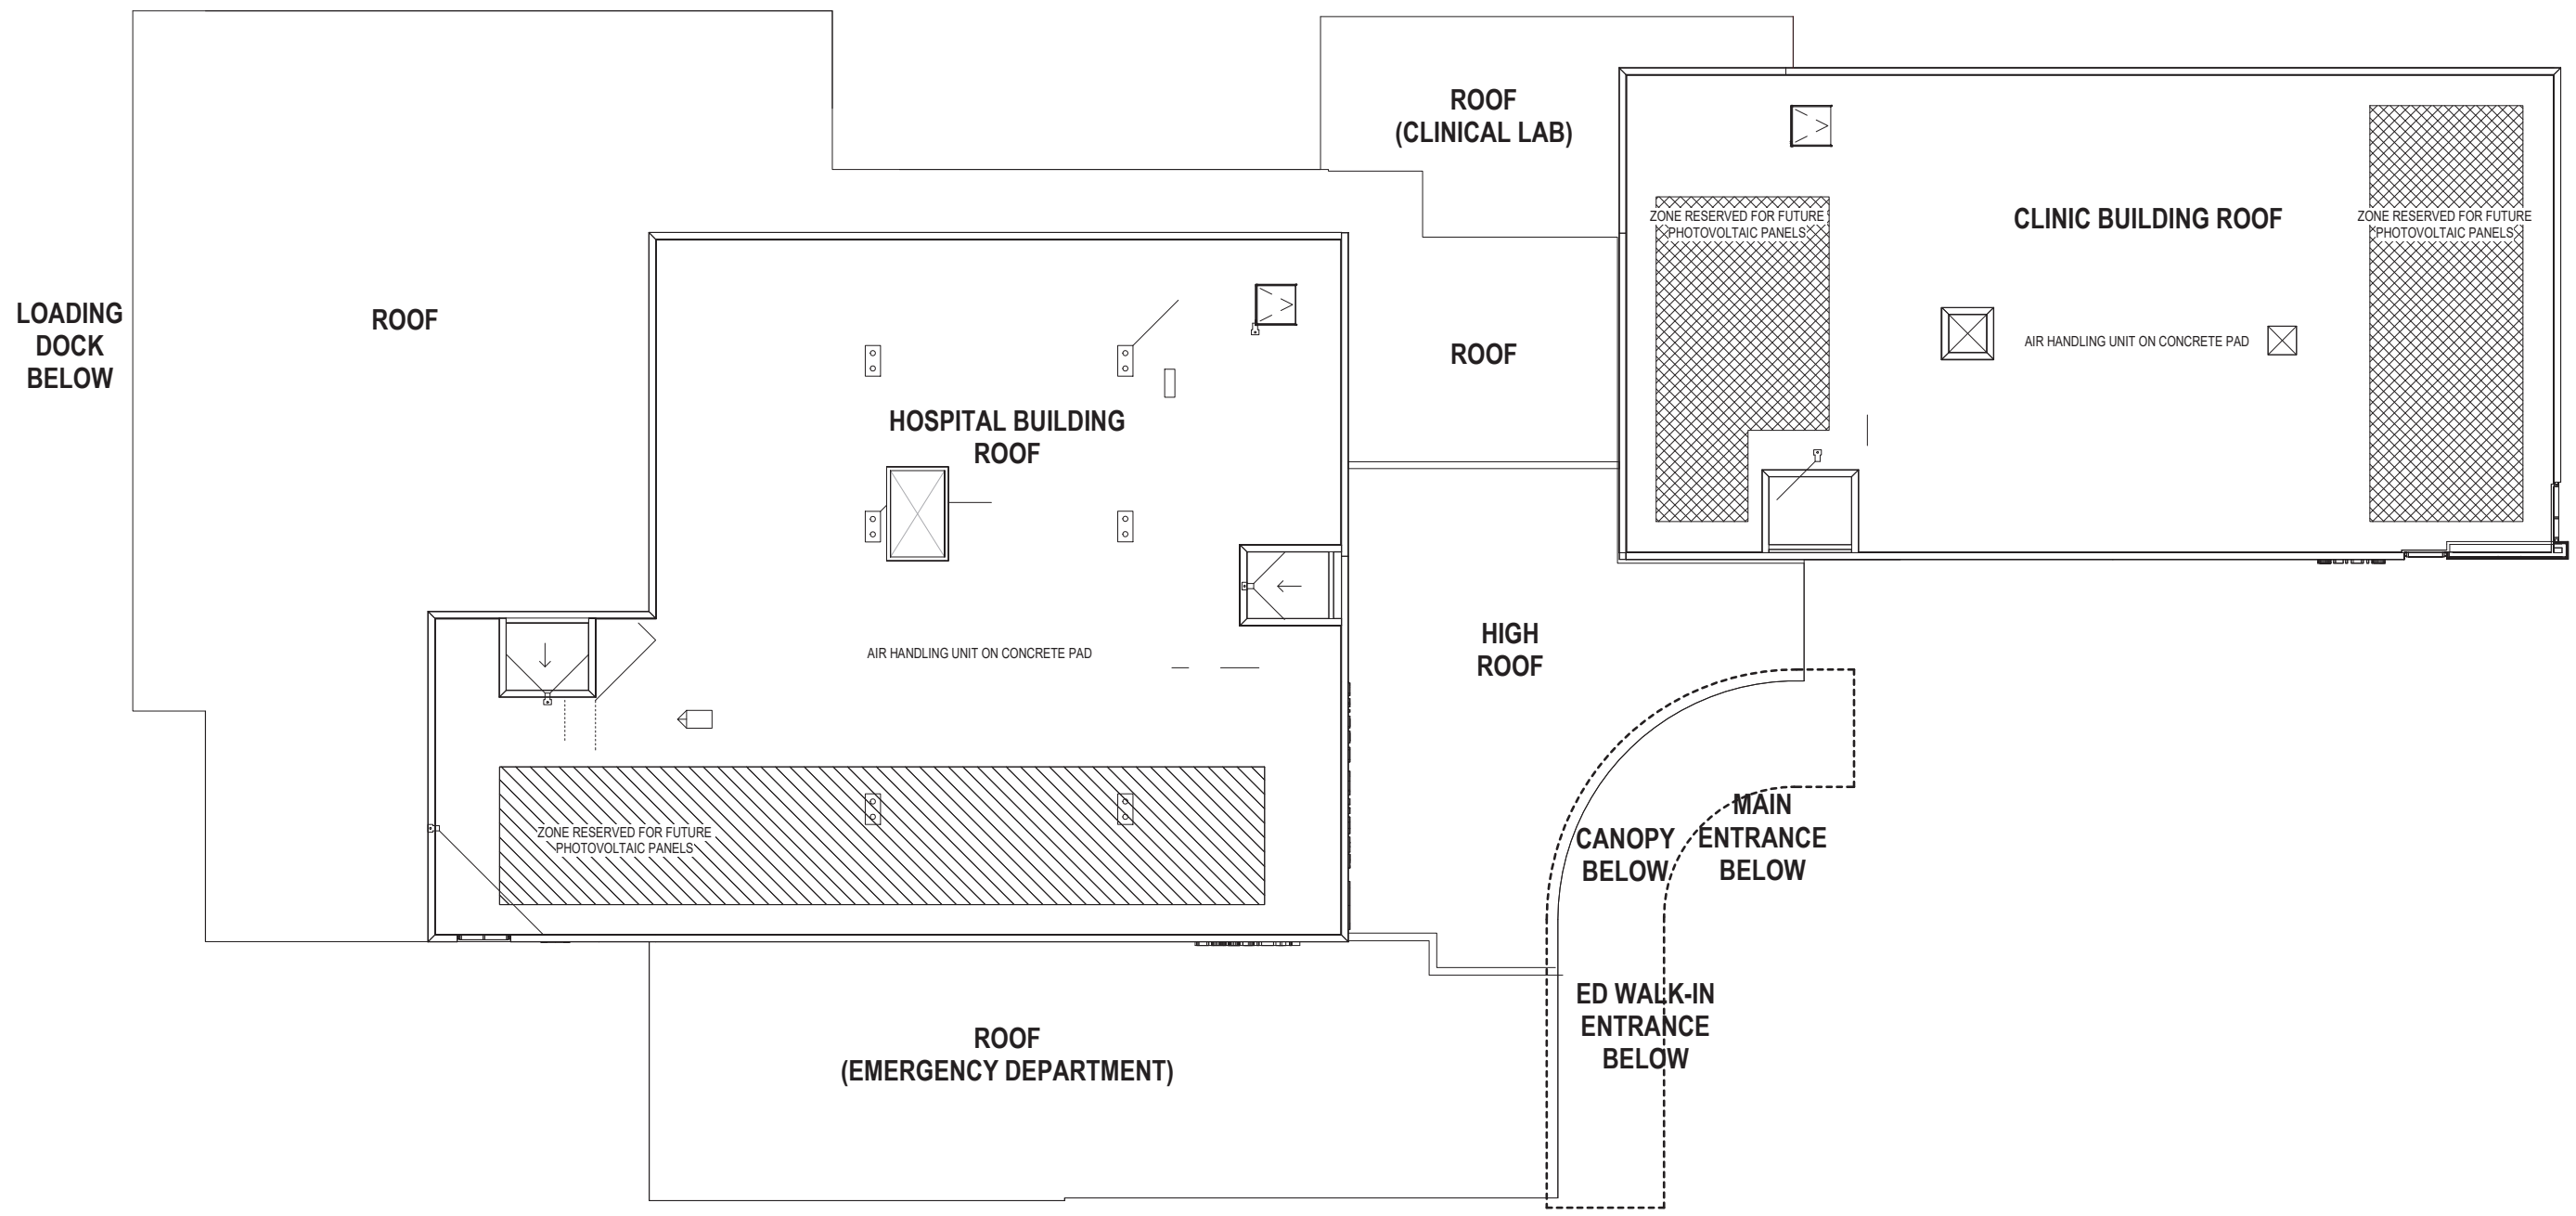 LOADING
DOCK
BELOW
ROOF
HOSPITAL BUILDING
ROOF
AIR HANDLING UNIT ON CONCRETE PAD
ZONE RESERVED FOR FUTURE
PHOTOVOLTAIC PANELS
ROOF
(EMERGENCY DEPARTMENT)
ROOF
(CLINICAL LAB)
ROOF
HIGH
ROOF
CANOPY
BELOW
MAIN
ENTRANCE
BELOW
ED WALK-IN
ENTRANCE
BELOW
ZONE RESERVED FOR FUTURE
PHOTOVOLTAIC PANELS
CLINIC BUILDING ROOF
AIR HANDLING UNIT ON CONCRETE PAD
ZONE RESERVED FOR FUTURE
PHOTOVOLTAIC PANELS